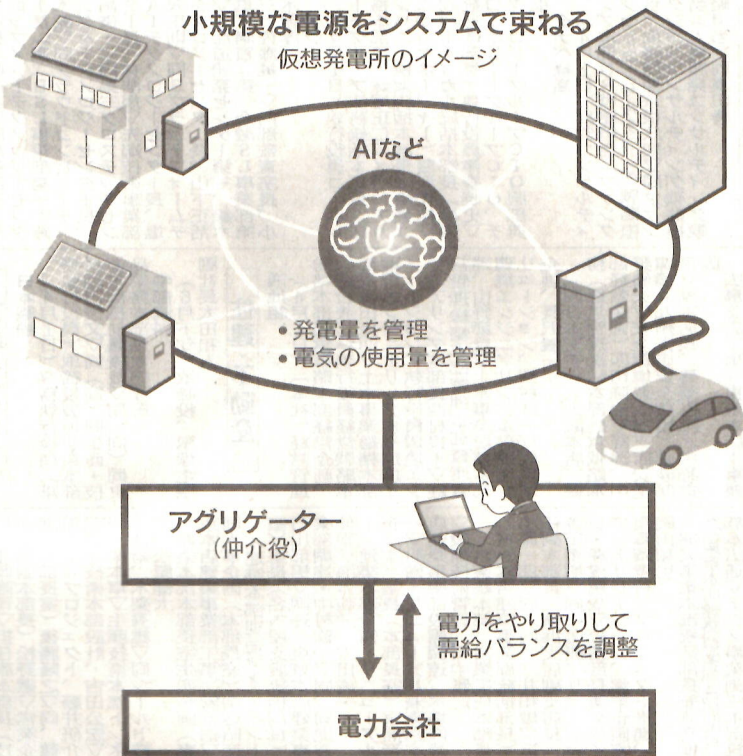 小規模な電源をシステムで束ねる
仮想発電所のイメージ
AIなど
•発電量を管理
•電気の使用量を管理
アグリゲーター
(仲介役)
電力をやり取りして
需給バランスを調整
電力会社